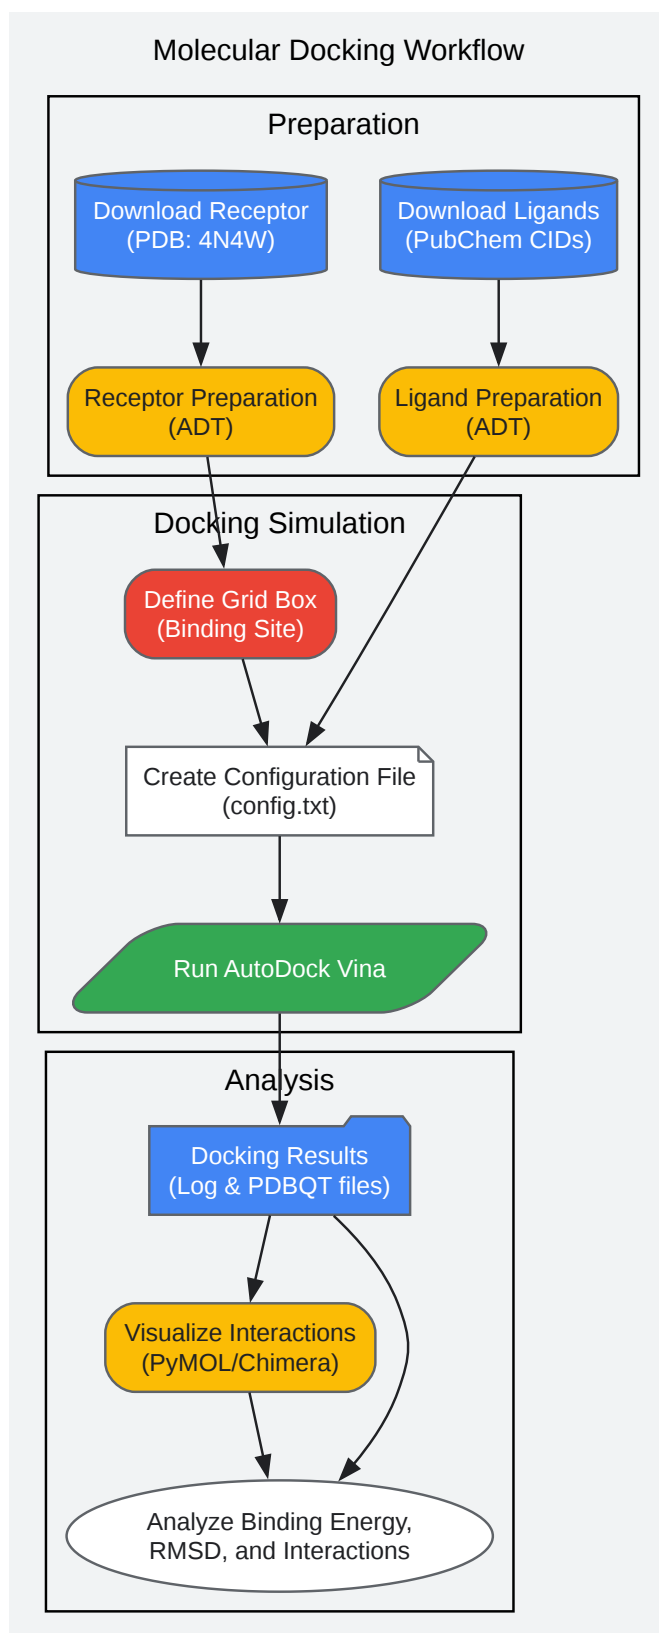 Molecular Docking Workflow
Preparation
Download Receptor
(PDB: 4N4W)
Download Ligands
(PubChem CIDs)
Receptor Preparation
(ADT)
Ligand Preparation
(ADT)
Docking Simulation
Define Grid Box
(Binding Site)
Create Configuration File
(config.txt)
Run AutoDock Vina
Analysis
Docking Results
(Log & PDBQT files)
Visualize Interactions
(PyMOL/Chimera)
Analyze Binding Energy,
RMSD, and Interactions